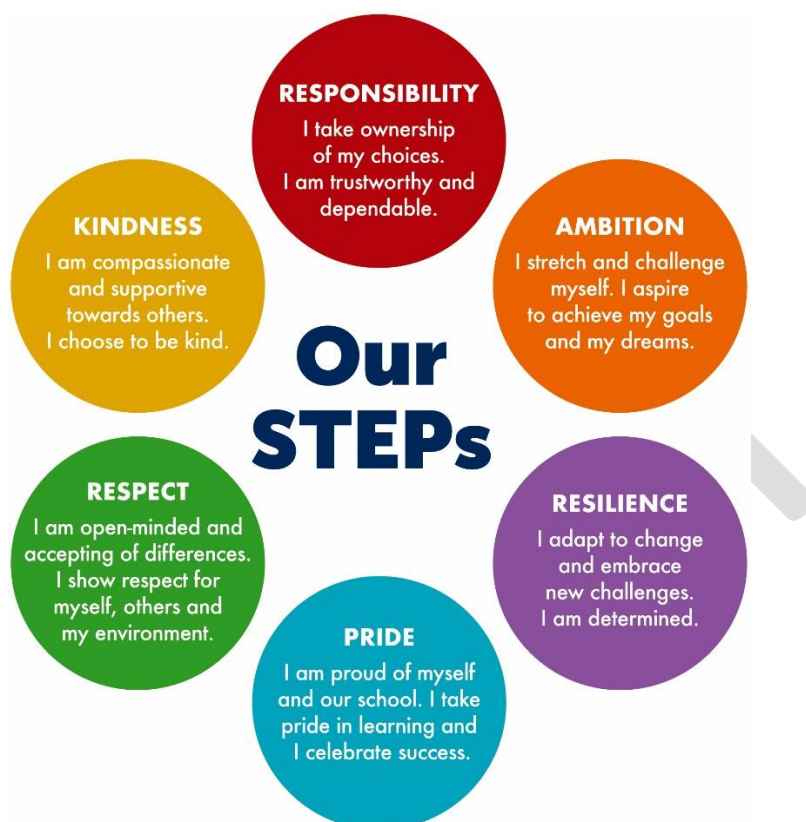 RESPONSIBILITY
I take ownership
of my choices.
I am trustworthy and
dependable.
KINDNESS
I am compassionate
and supportive
towards others.
I choose to be kind.
AMBITION
I stretch and challenge
myself. I aspire
to achieve my goals
and my dreams.
Our
STEPs
RESPECT
I am open-minded and
accepting of differences.
I show respect for
myself, others and
my environment.
RESILIENCE
I adapt to change
and embrace
new challenges.
I am determined.
PRIDE
I am proud of myself
and our school. I take
pride in learning and
I celebrate success.